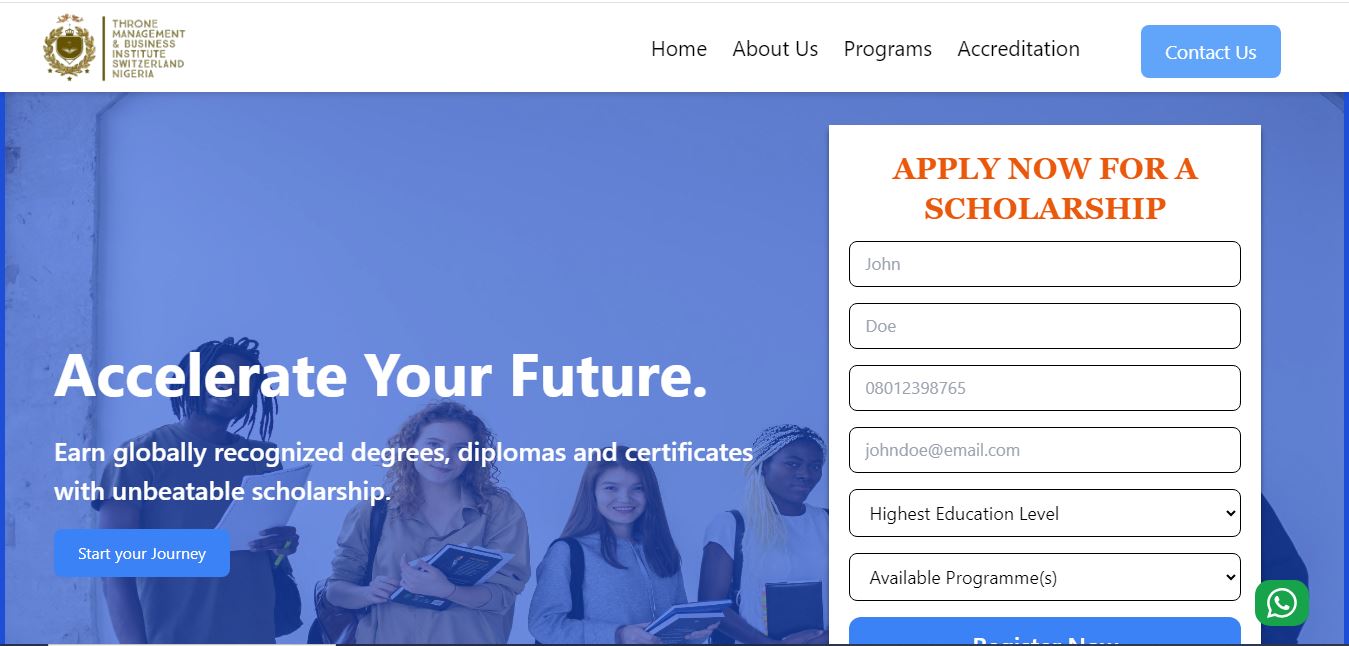 THRONE
MANAGEMENT
& BUSINESS
INSTITUTE
SWITZERLAND
NIGERIA
Home About Us Programs Accreditation Contact Us
Accelerate Your Future.
Earn globally recognized degrees, diplomas and certificates
with unbeatable scholarship.
Start your Journey
APPLY NOW FOR A
SCHOLARSHIP
John
Doe
08012398765
johndoe@email.com
Highest Education Level
Available Programme(s)
Register Now